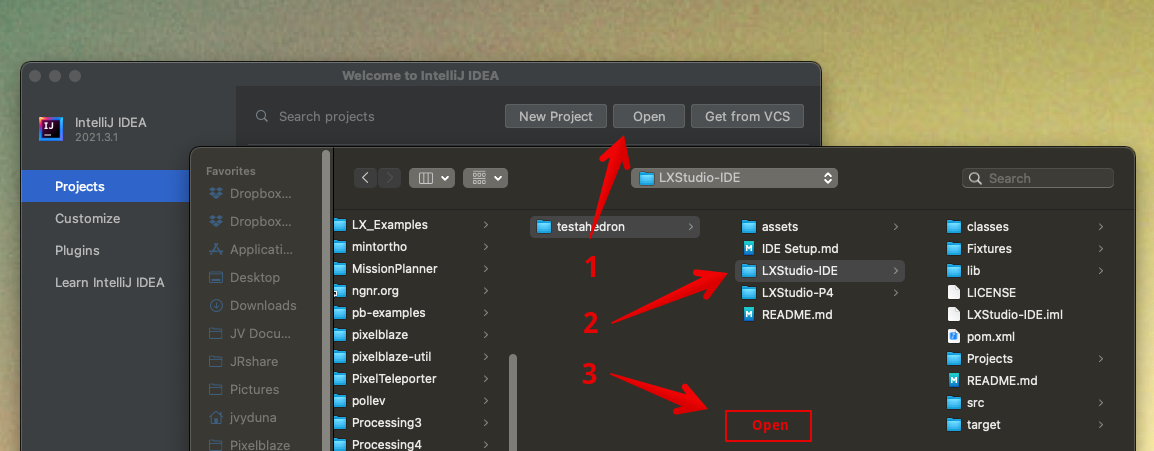 Welcome to IntelliJ IDEA
IntelliJ IDEA
2021.3.1
Search projects
New Project
Open
Get from VCS
Projects
Customize
Plugins
Learn IntelliJ IDEA
Favorites
Dropbox...
Dropbox...
Applicati...
Desktop
Downloads
JV Docu...
JRshare
Pictures
jvyduna
Pixelblaze
LXStudio-IDE
Search
LX_Examples
mintortho
MissionPlanner
ngnr.org
pb-examples
pixelblaze
pixelblaze-util
PixelTeleporter
pollev
Processing3
Processing4
testahedron
assets
IDE Setup.md
LXStudio-IDE
LXStudio-P4
README.md
classes
Fixtures
lib
LICENSE
LXStudio-IDE.iml
pom.xml
Projects
README.md
src
target
1
2
3
Open